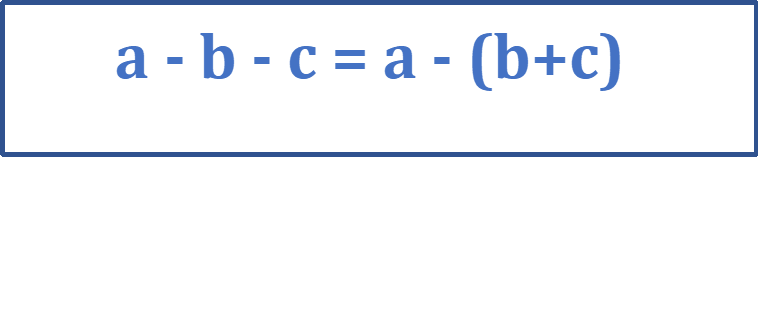 a - b - c = a - (b+c)